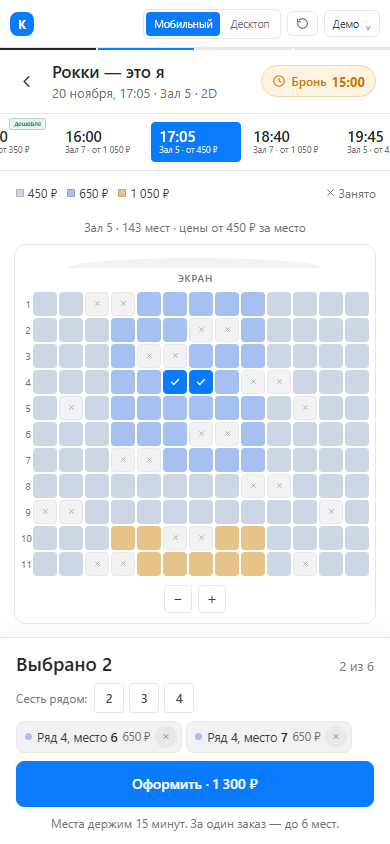 K
Мобильный Десктоп Демо
Рокки — это я
20 ноября, 17:05 · Зал 5 · 2D
Бронь 15:00
дешевле
0 16:00 17:05 18:40 19:45
от 350 ₽ Зал 7 · от 1 050 ₽ Зал 5 · от 450 ₽ Зал 7 · от 1 050 ₽ Зал 5 · от 4
450 ₽ 650 ₽ 1 050 ₽ × Занято
Зал 5 · 143 мест · цены от 450 ₽ за место
ЭКРАН
1
2
3
4
5
6
7
8
9
10
11
− +
Выбрано 2 2 из 6
Сесть рядом: 2 3 4
Ряд 4, место 6 650 ₽ × Ряд 4, место 7 650 ₽ ×
Оформить · 1 300 ₽
Места держим 15 минут. За один заказ — до 6 мест.